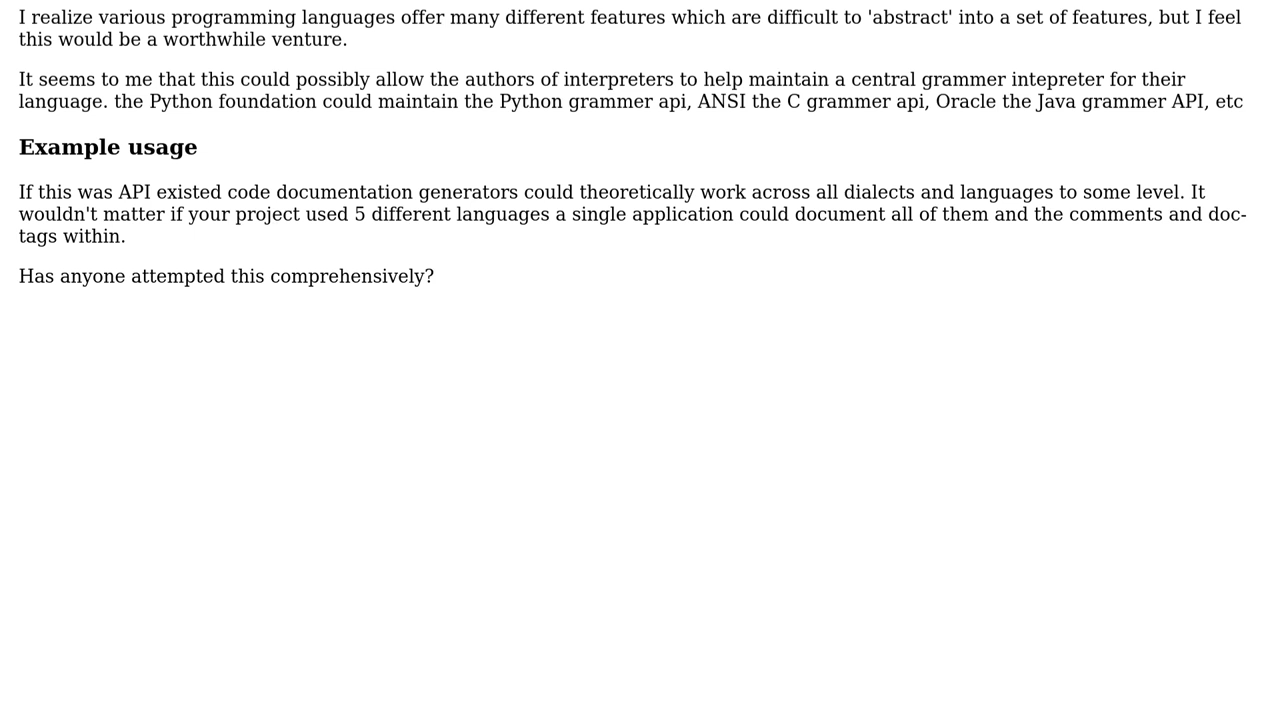 I realize various programming languages offer many different features which are difficult to 'abstract' into a set of features, but I feel
this would be a worthwhile venture.
It seems to me that this could possibly allow the authors of interpreters to help maintain a central grammer intepreter for their
language. the Python foundation could maintain the Python grammer api, ANSI the C grammer api, Oracle the Java grammer API, etc
Example usage
If this was API existed code documentation generators could theoretically work across all dialects and languages to some level. It
wouldn't matter if your project used 5 different languages a single application could document all of them and the comments and doc-
tags within.
Has anyone attempted this comprehensively?